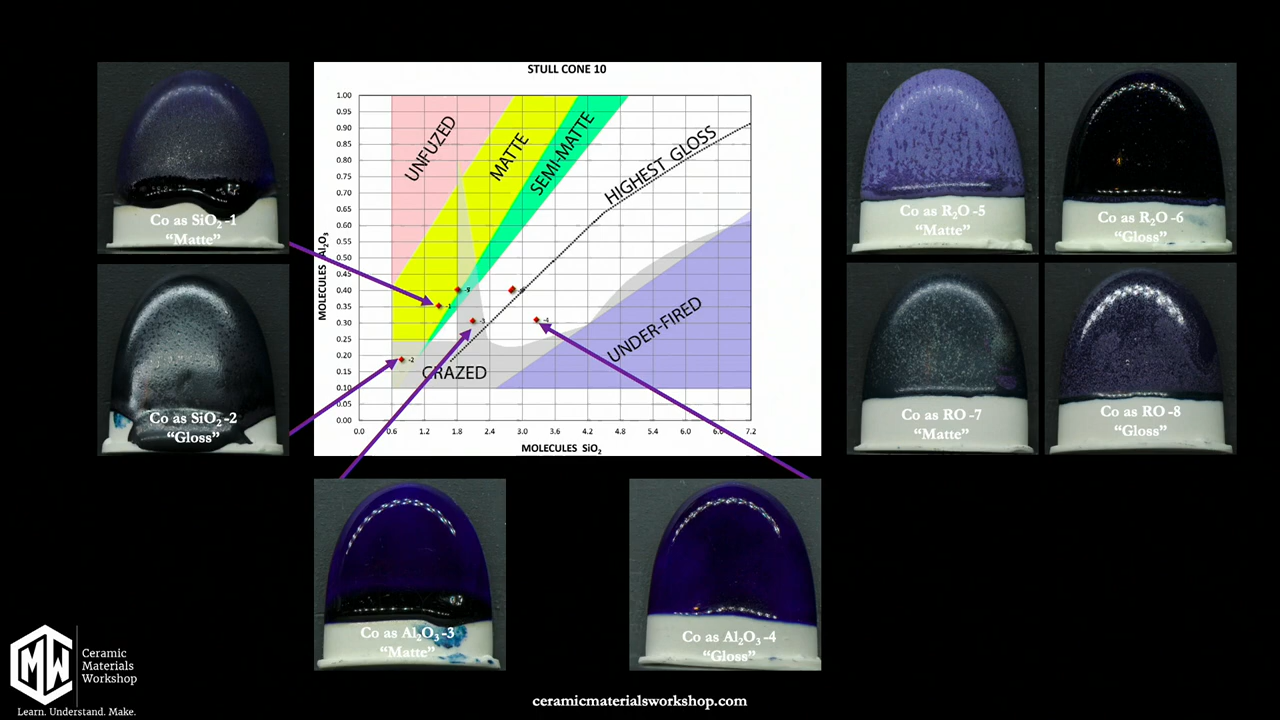 STULL CONE 10
1.00
0.95
0.90
0.85
0.80
0.75
0.70
0.65
0.60
0.55
0.50
0.45
0.40
0.35
0.30
0.25
0.20
0.15
0.10
0.05
0.00
MOLECULES Al₂O₃
UNFUZED
MATTE
SEMI-MATTE
HIGHEST GLOSS
UNDER-FIRED
CRAZED
-5
-1
-3
-4
-2
0.0 0.6 1.2 1.8 2.4 3.0 3.6 4.2 4.8 5.4 6.0 6.6 7.2
MOLECULES SiO₂
Co as SiO₂ -1
“Matte”
Co as SiO₂ -2
“Gloss”
Co as Al₂O₃ -3
“Matte”
Co as Al₂O₃ -4
“Gloss”
Co as R₂O -5
“Matte”
Co as R₂O -6
“Gloss”
Co as RO -7
“Matte”
Co as RO -8
“Gloss”
CMW
Ceramic
Materials
Workshop
Learn. Understand. Make.
ceramicmaterialsworkshop.com